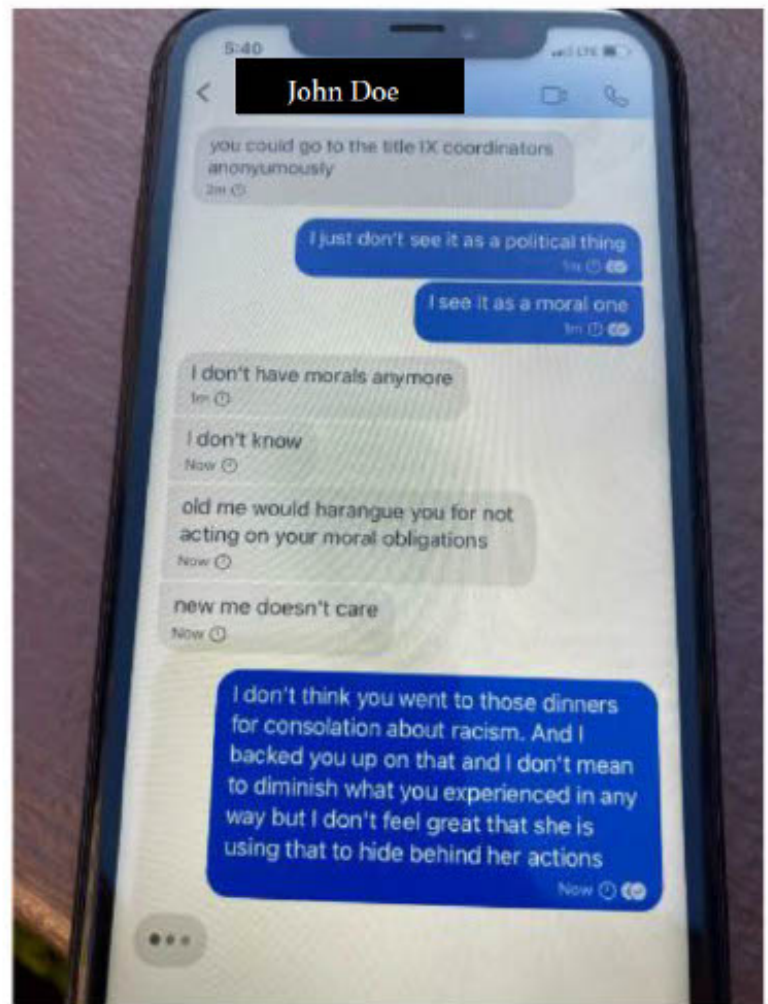 5:40
LTE
John Doe
you could go to the title IX coordinators
anonyumously
2m
I just don't see it as a political thing
1m
I see it as a moral one
1m
I don't have morals anymore
1m
I don't know
Now
old me would harangue you for not
acting on your moral obligations
Now
new me doesn't care
Now
I don't think you went to those dinners
for consolation about racism. And I
backed you up on that and I don't mean
to diminish what you experienced in any
way but I don't feel great that she is
using that to hide behind her actions
Now